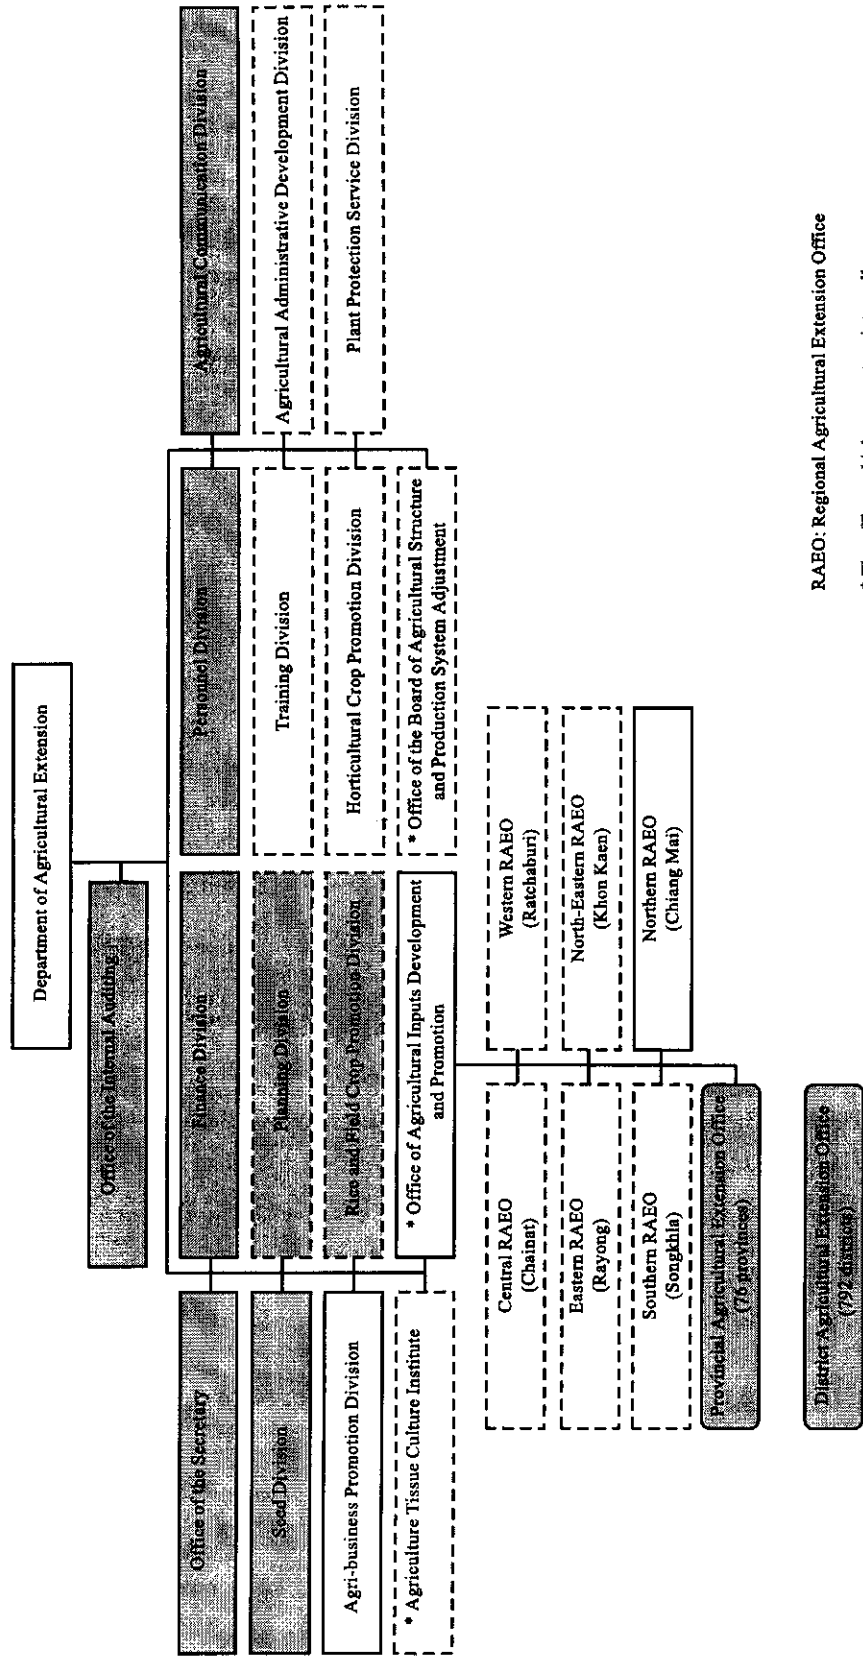 Department of Agricultural Extension
Office of the Internal Auditing
Office of the Secretary
Finance Division
Personnel Division
Agricultural Communication Division
Seed Division
Planning Division
Training Division
Agricultural Administrative Development Division
Agri-business Promotion Division
Rice and Field Crop Promotion Division
Horticultural Crop Promotion Division
Plant Protection Service Division
* Agriculture Tissue Culture Institute
* Office of Agricultural Inputs Development
and Promotion
* Office of the Board of Agricultural Structure
and Production System Adjustment
Central RAEO
(Chainat)
Western RAEO
(Ratchaburi)
Eastern RAEO
(Rayong)
North-Eastern RAEO
(Khon Kaen)
Southern RAEO
(Songkhla)
Northern RAEO
(Chiang Mai)
Provincial Agricultural Extension Office
(76 provinces)
District Agricultural Extension Office
(792 districts)
RAEO: Regional Agricultural Extension Office